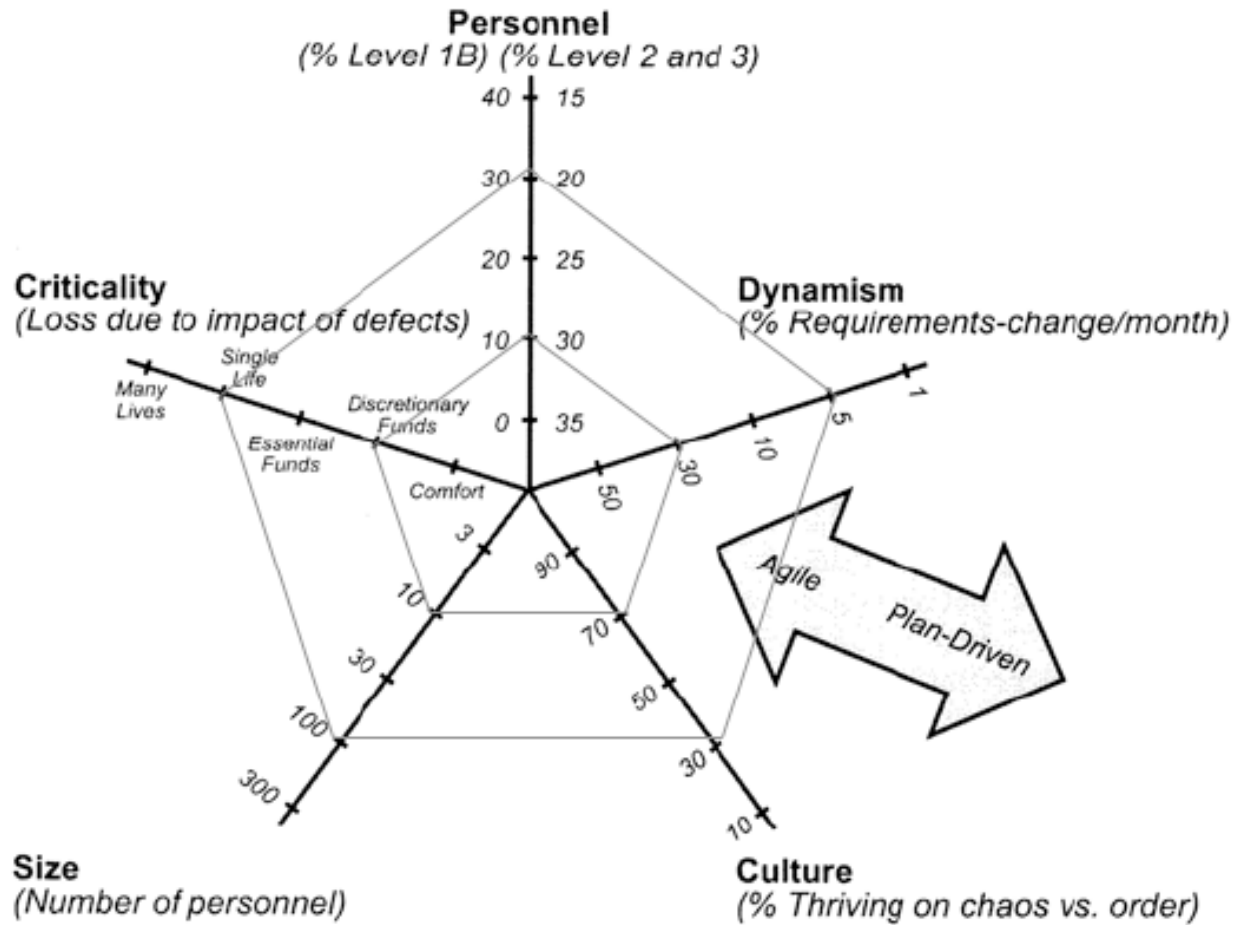 Personnel
(% Level 1B) (% Level 2 and 3)
40 15
30 20
20 25
10 30
0 35
Criticality
(Loss due to impact of defects)
Many
Lives
Single
Life
Essential
Funds
Discretionary
Funds
Comfort
Dynamism
(% Requirements-change/month)
1
5
10
30
50
3
10
30
100
300
90
70
50
30
10
Agile
Plan-Driven
Size
(Number of personnel)
Culture
(% Thriving on chaos vs. order)